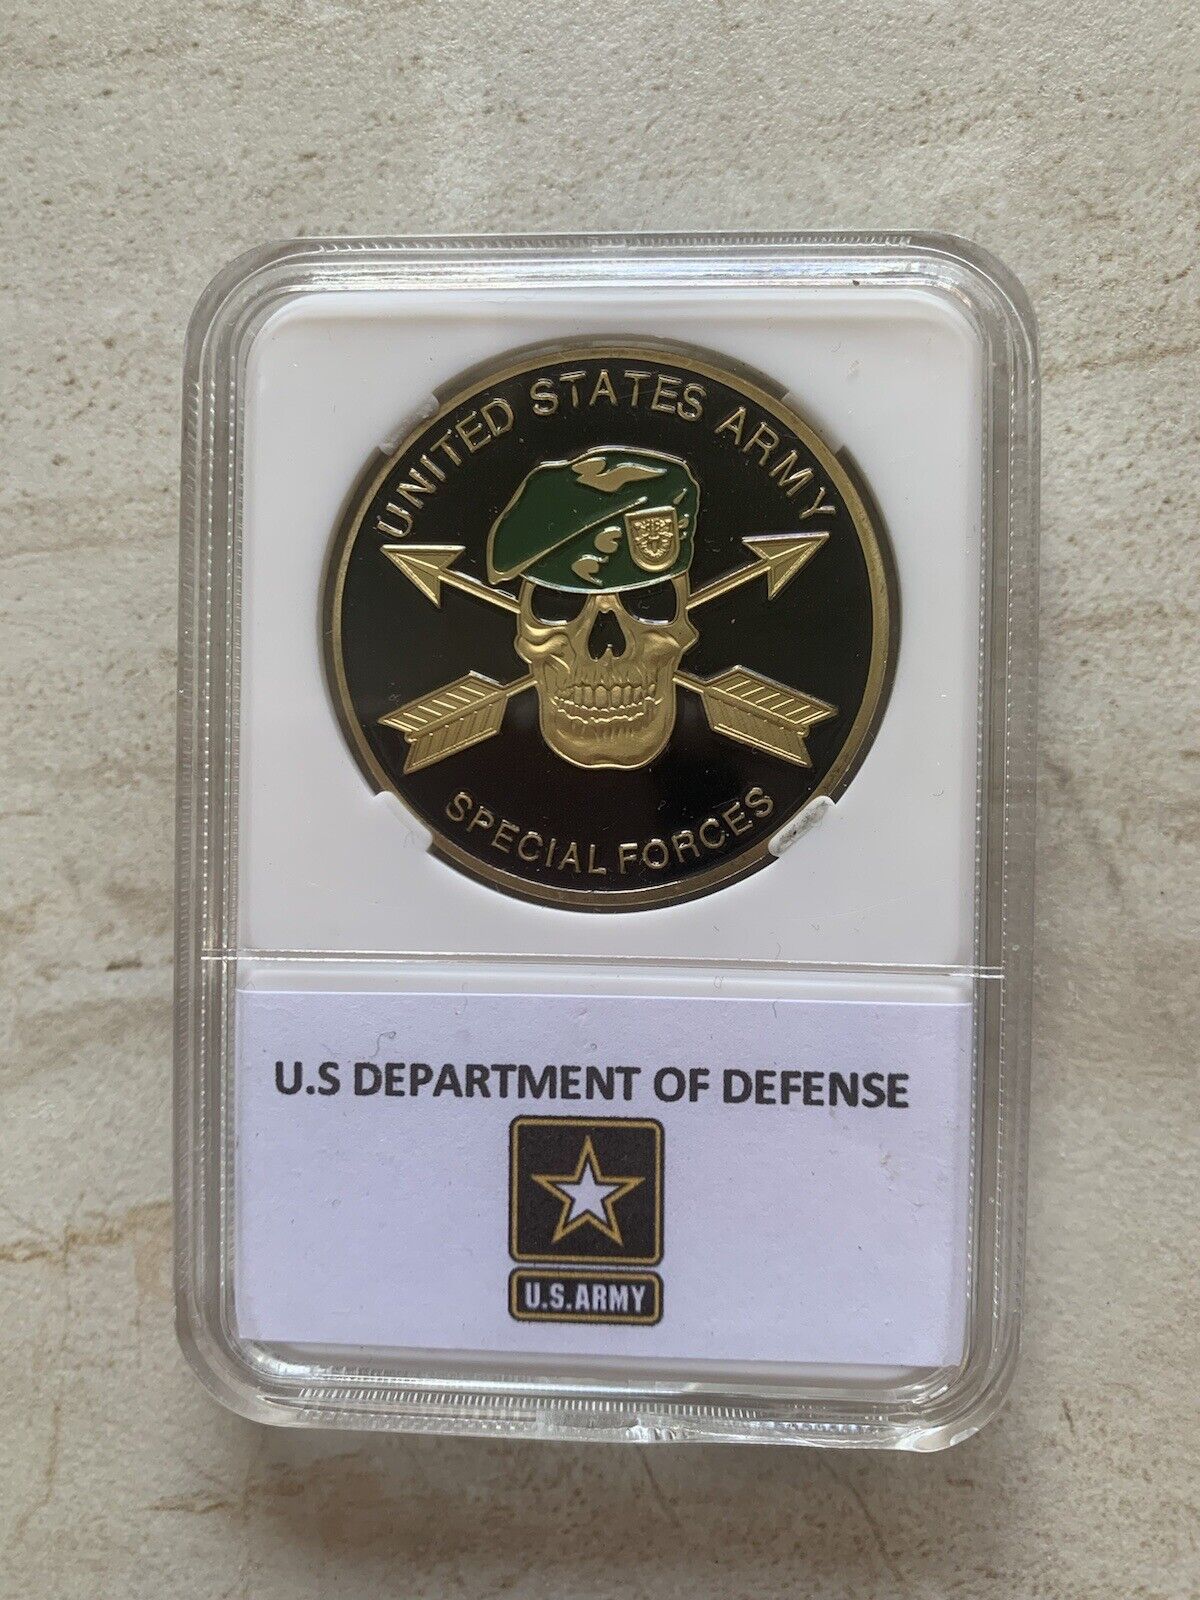 UNITED STATES ARMY
SPECIAL FORCES
U.S DEPARTMENT OF DEFENSE
U.S.ARMY